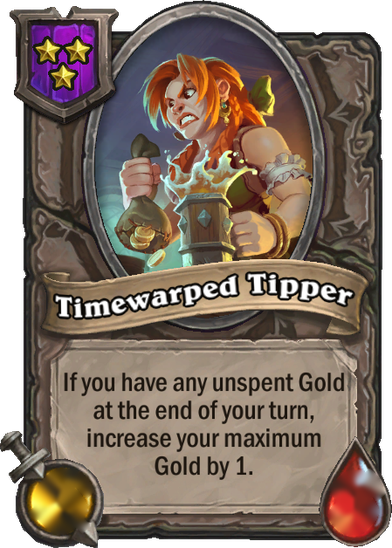 Timewarped Tipper
If you have any unspent Gold
at the end of your turn,
increase your maximum
Gold by 1.